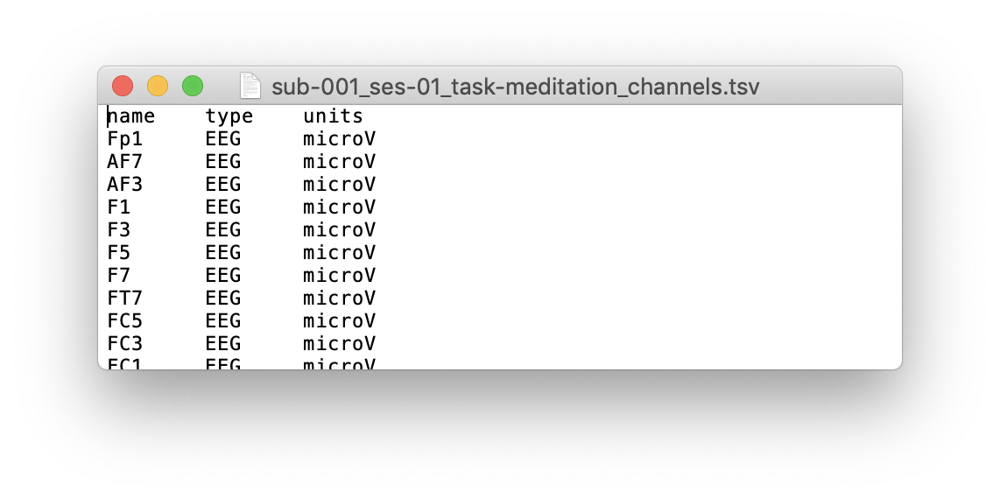 sub-001_ses-01_task-meditation_channels.tsv
name type units
Fp1 EEG microV
AF7 EEG microV
AF3 EEG microV
F1 EEG microV
F3 EEG microV
F5 EEG microV
F7 EEG microV
FT7 EEG microV
FC5 EEG microV
FC3 EEG microV
FC1 EEG microV